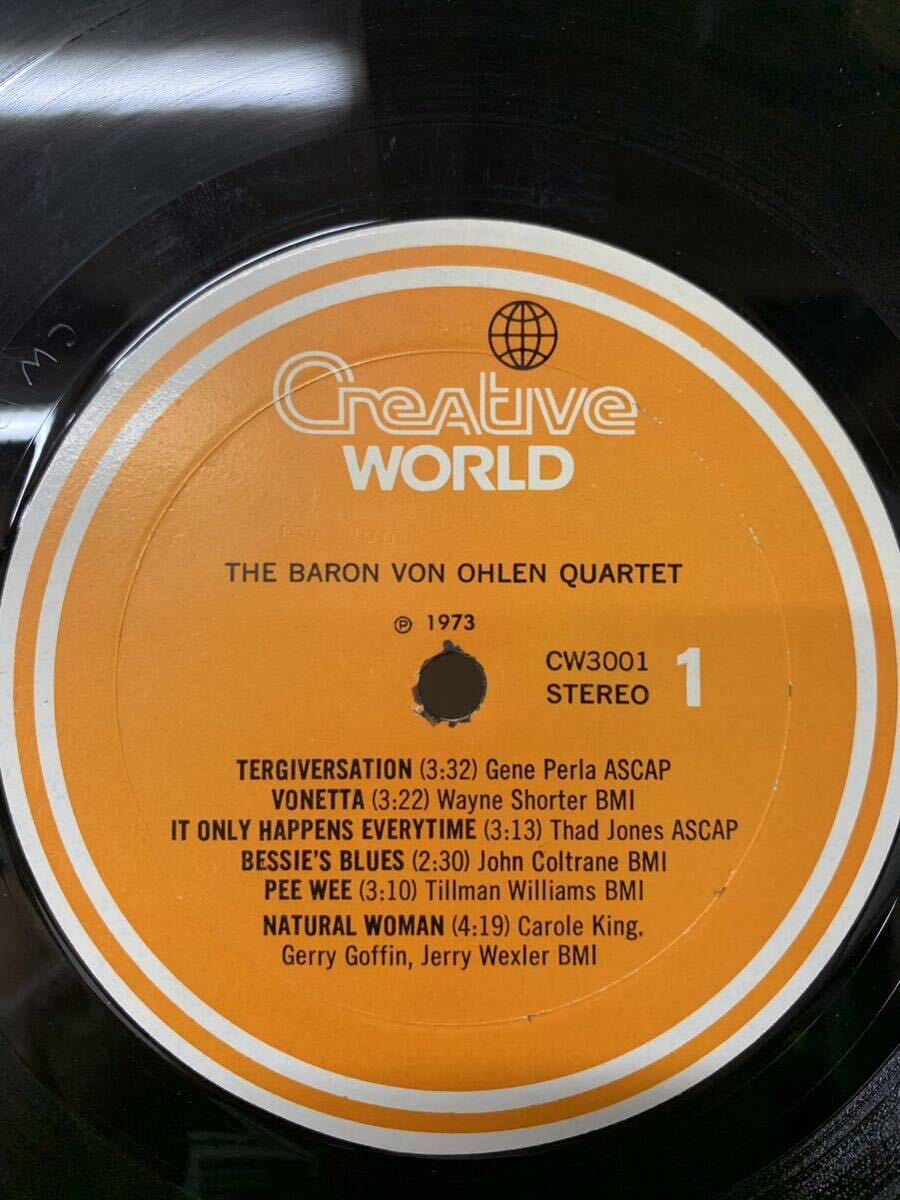 CW
Creative
WORLD
THE BARON VON OHLEN QUARTET
℗ 1973
CW3001
STEREO 1
TERGIVERSATION (3:32) Gene Perla ASCAP
VONETTA (3:22) Wayne Shorter BMI
IT ONLY HAPPENS EVERYTIME (3:13) Thad Jones ASCAP
BESSIE'S BLUES (2:30) John Coltrane BMI
PEE WEE (3:10) Tillman Williams BMI
NATURAL WOMAN (4:19) Carole King,
Gerry Goffin, Jerry Wexler BMI